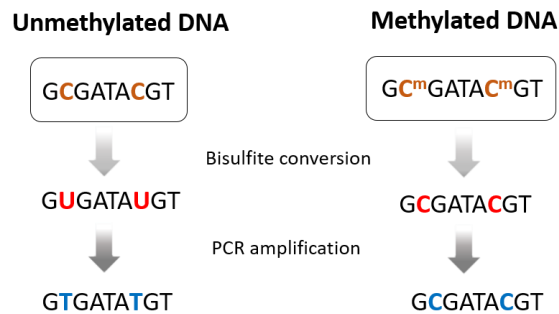 Unmethylated DNA
Methylated DNA
GCGATACGT
GCᵐGATACᵐGT
Bisulfite conversion
GUGATAUGT
GCGATACGT
PCR amplification
GTGATATGT
GCGATACGT